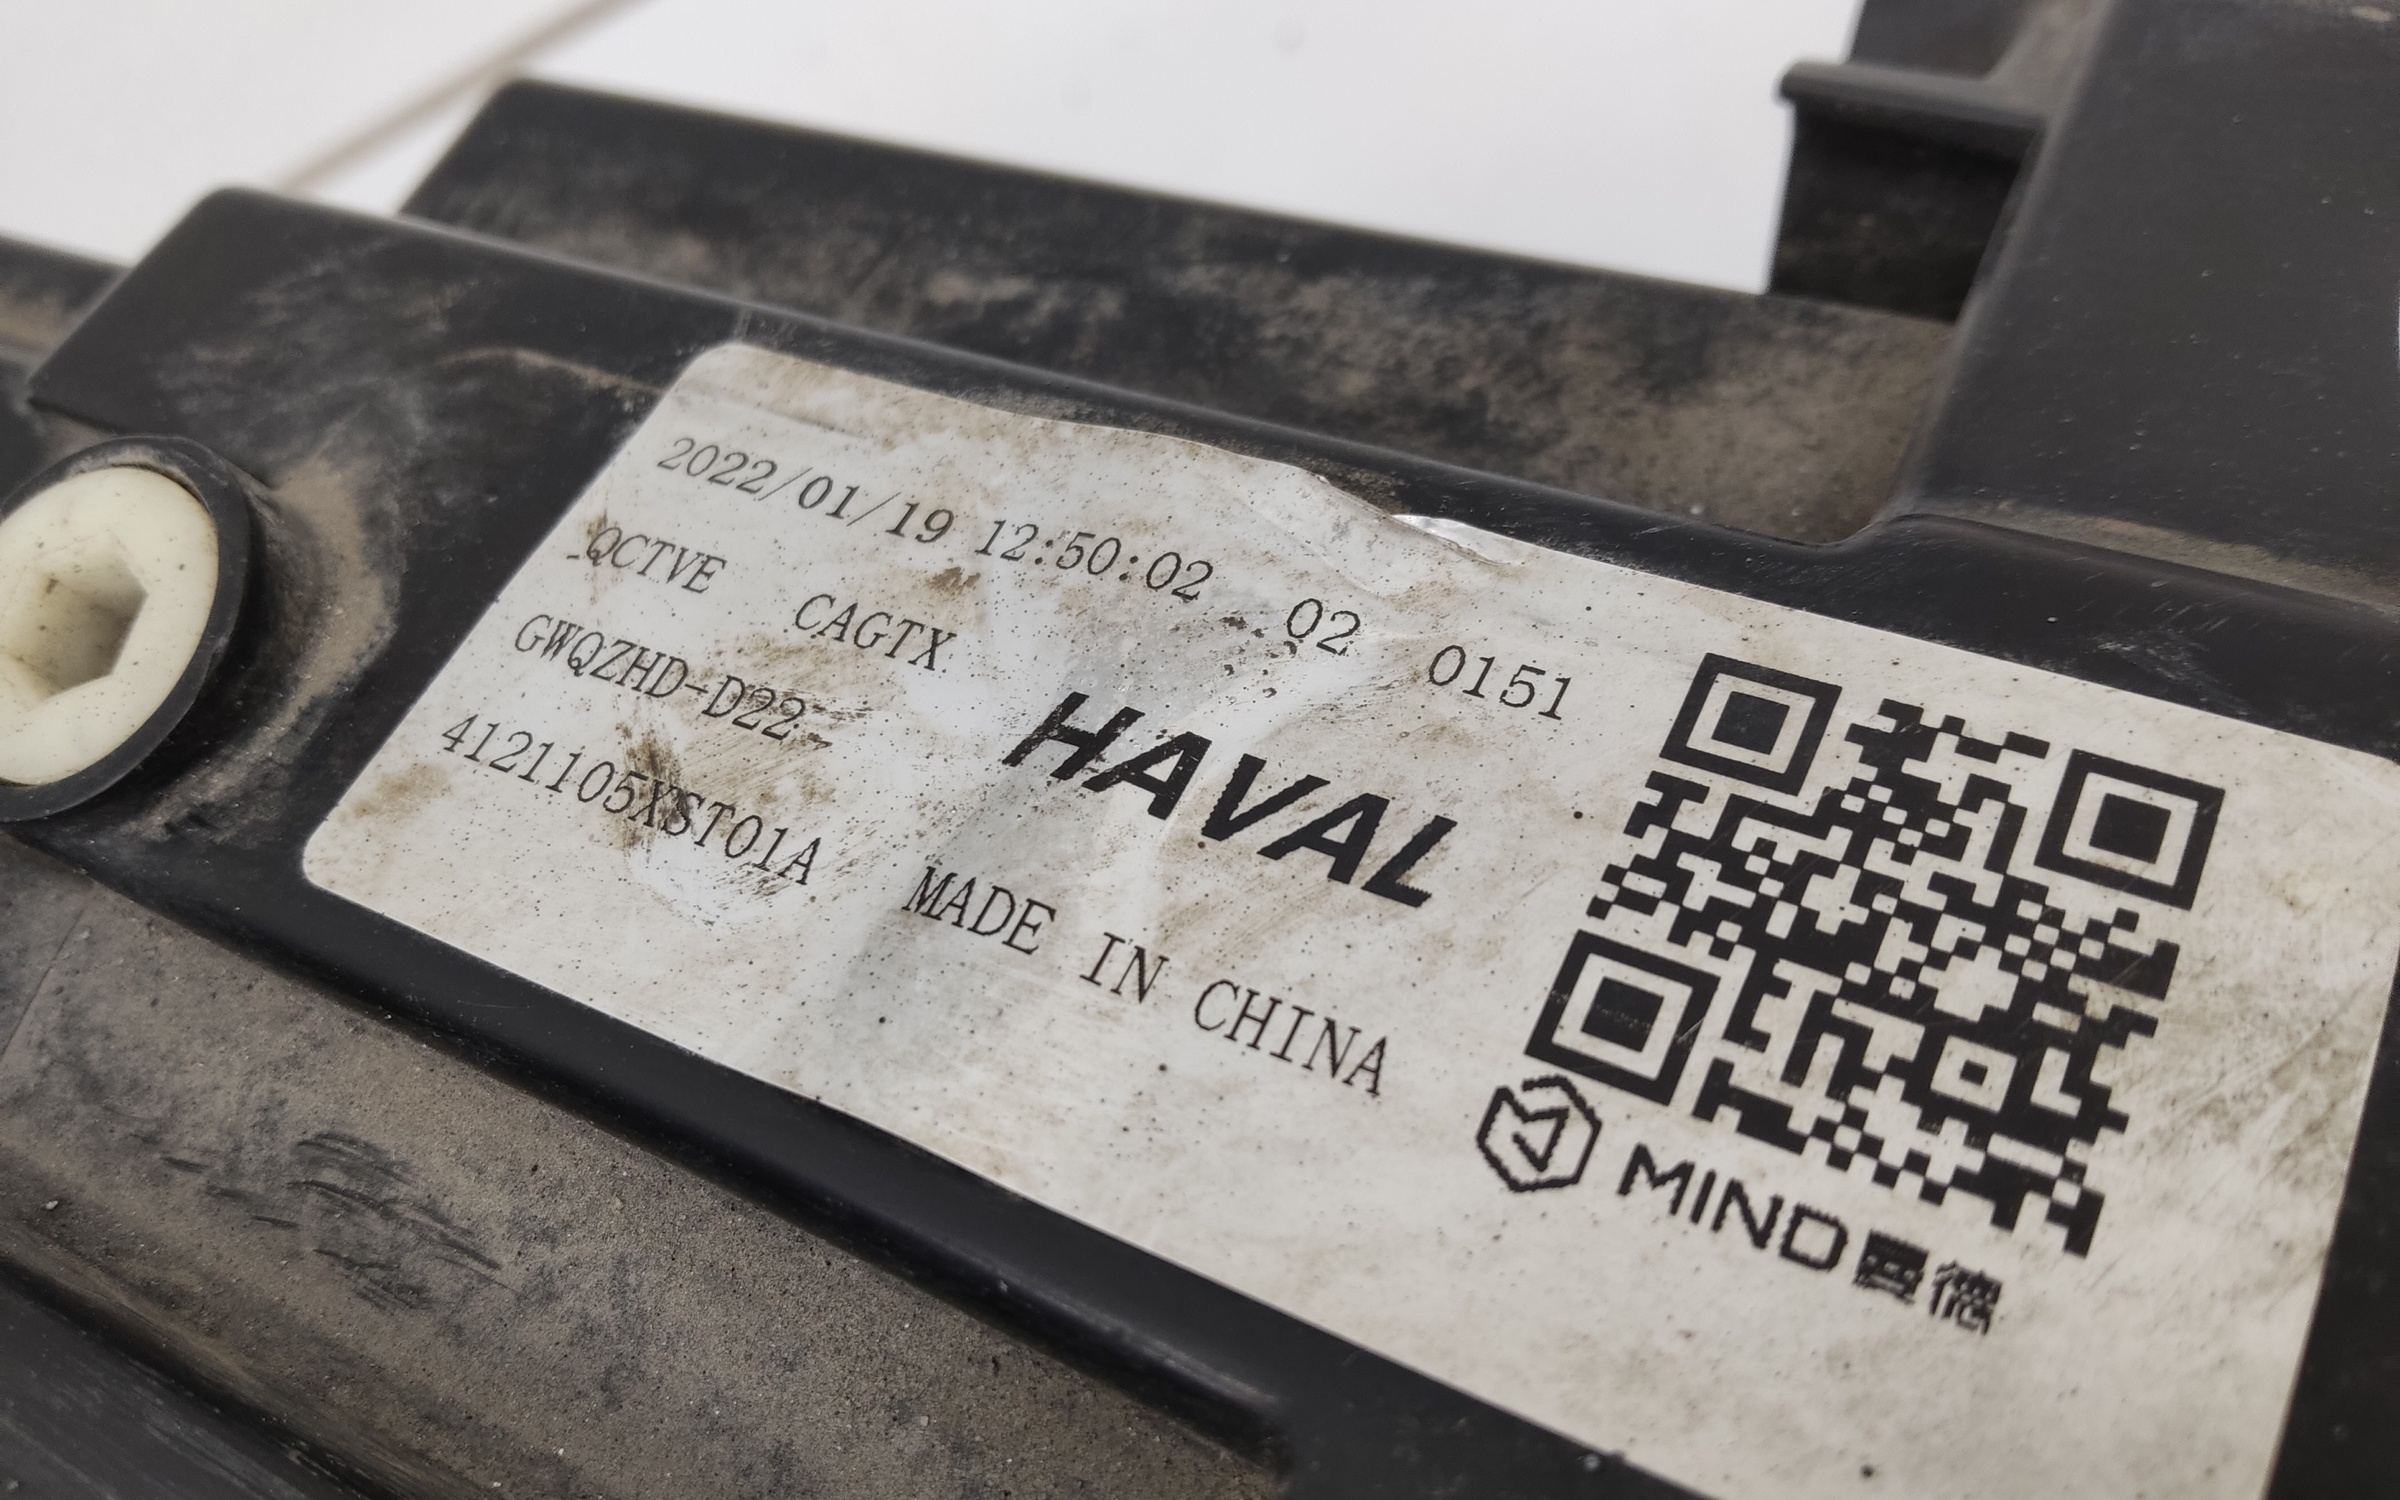 2022/01/19 12:50:02 02 0151
_QCTVE CAGTX
GWQZHD-D22-
HAVAL
4121105XST01A MADE IN CHINA
MIND 曼德